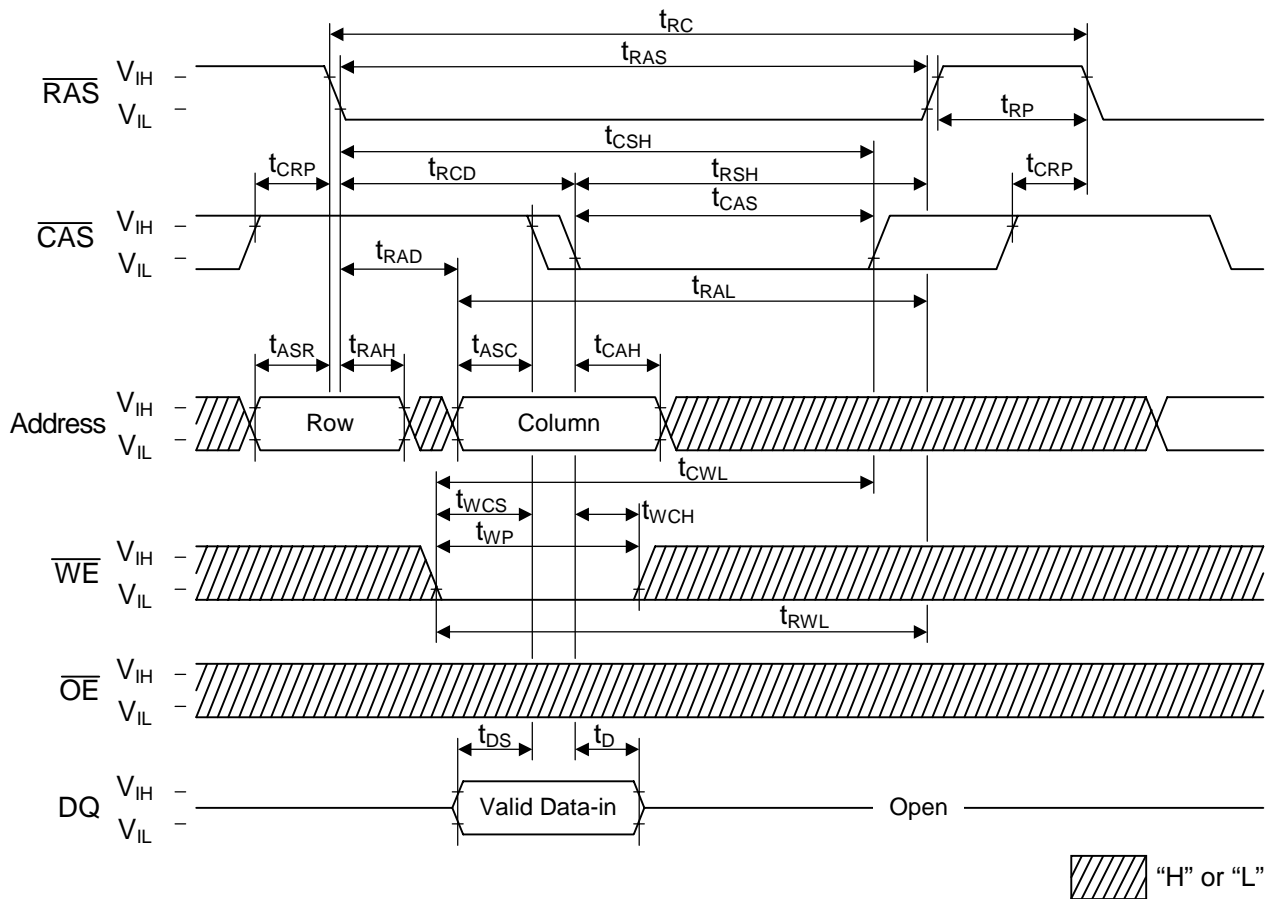 tRC
tRAS
RAS
VIH
VIL
tRP
tCSH
tCRP
tRCD
tRSH
tCRP
tCAS
CAS
VIH
VIL
tRAD
tRAL
tASR
tRAH
tASC
tCAH
Address
VIH
VIL
Row
Column
tCWL
tWCS
tWCH
tWP
WE
VIH
VIL
tRWL
OE
VIH
VIL
tDS
tD
DQ
VIH
VIL
Valid Data-in
Open
“H” or “L”